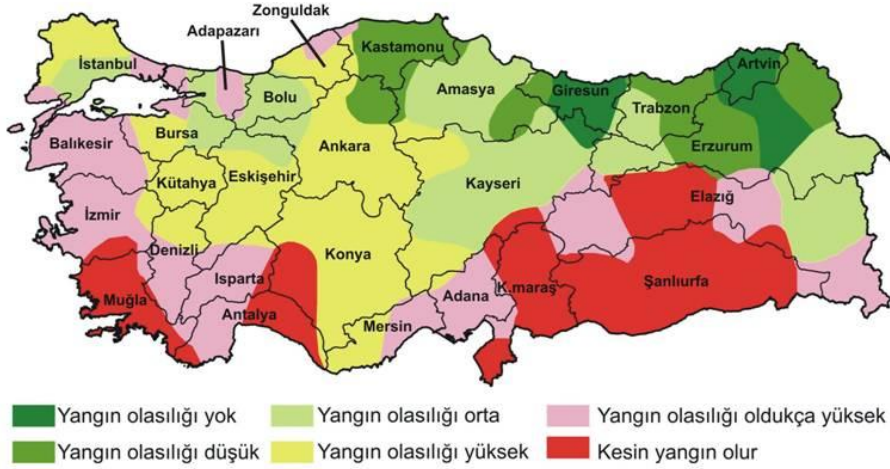 Zonguldak
Adapazarı
Kastamonu
İstanbul
Artvin
Bolu
Amasya
Giresun
Trabzon
Bursa
Balıkesir
Ankara
Erzurum
Kütahya
Eskişehir
Kayseri
Elazığ
İzmir
Denizli
Konya
Isparta
Muğla
Antalya
Mersin
Adana
K.maraş
Şanlıurfa
Yangın olasılığı yok
Yangın olasılığı orta
Yangın olasılığı oldukça yüksek
Yangın olasılığı düşük
Yangın olasılığı yüksek
Kesin yangın olur